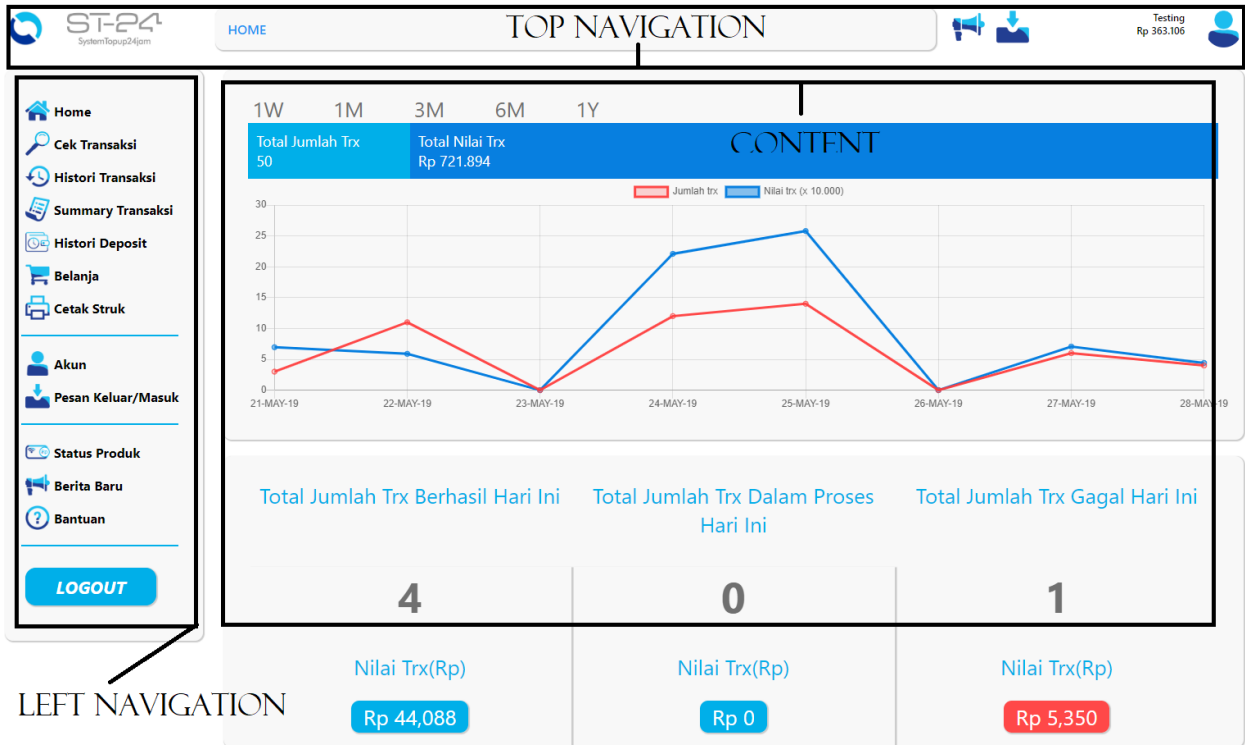 ST-24
SystemTopup24jam
HOME
TOP NAVIGATION
Testing
Rp 363.106
Home
Cek Transaksi
Histori Transaksi
Summary Transaksi
Histori Deposit
Belanja
Cetak Struk
Akun
Pesan Keluar/Masuk
Status Produk
Berita Baru
Bantuan
LOGOUT
LEFT NAVIGATION
1W 1M 3M 6M 1Y
Total Jumlah Trx
50
Total Nilai Trx
Rp 721.894
CONTENT
Jumlah trx Nilai trx (x 10.000)
30
25
20
15
10
5
0
21-MAY-19 22-MAY-19 23-MAY-19 24-MAY-19 25-MAY-19 26-MAY-19 27-MAY-19 28-MAY-19
Total Jumlah Trx Berhasil Hari Ini
4
Nilai Trx(Rp)
Rp 44,088
Total Jumlah Trx Dalam Proses
Hari Ini
0
Nilai Trx(Rp)
Rp 0
Total Jumlah Trx Gagal Hari Ini
1
Nilai Trx(Rp)
Rp 5,350